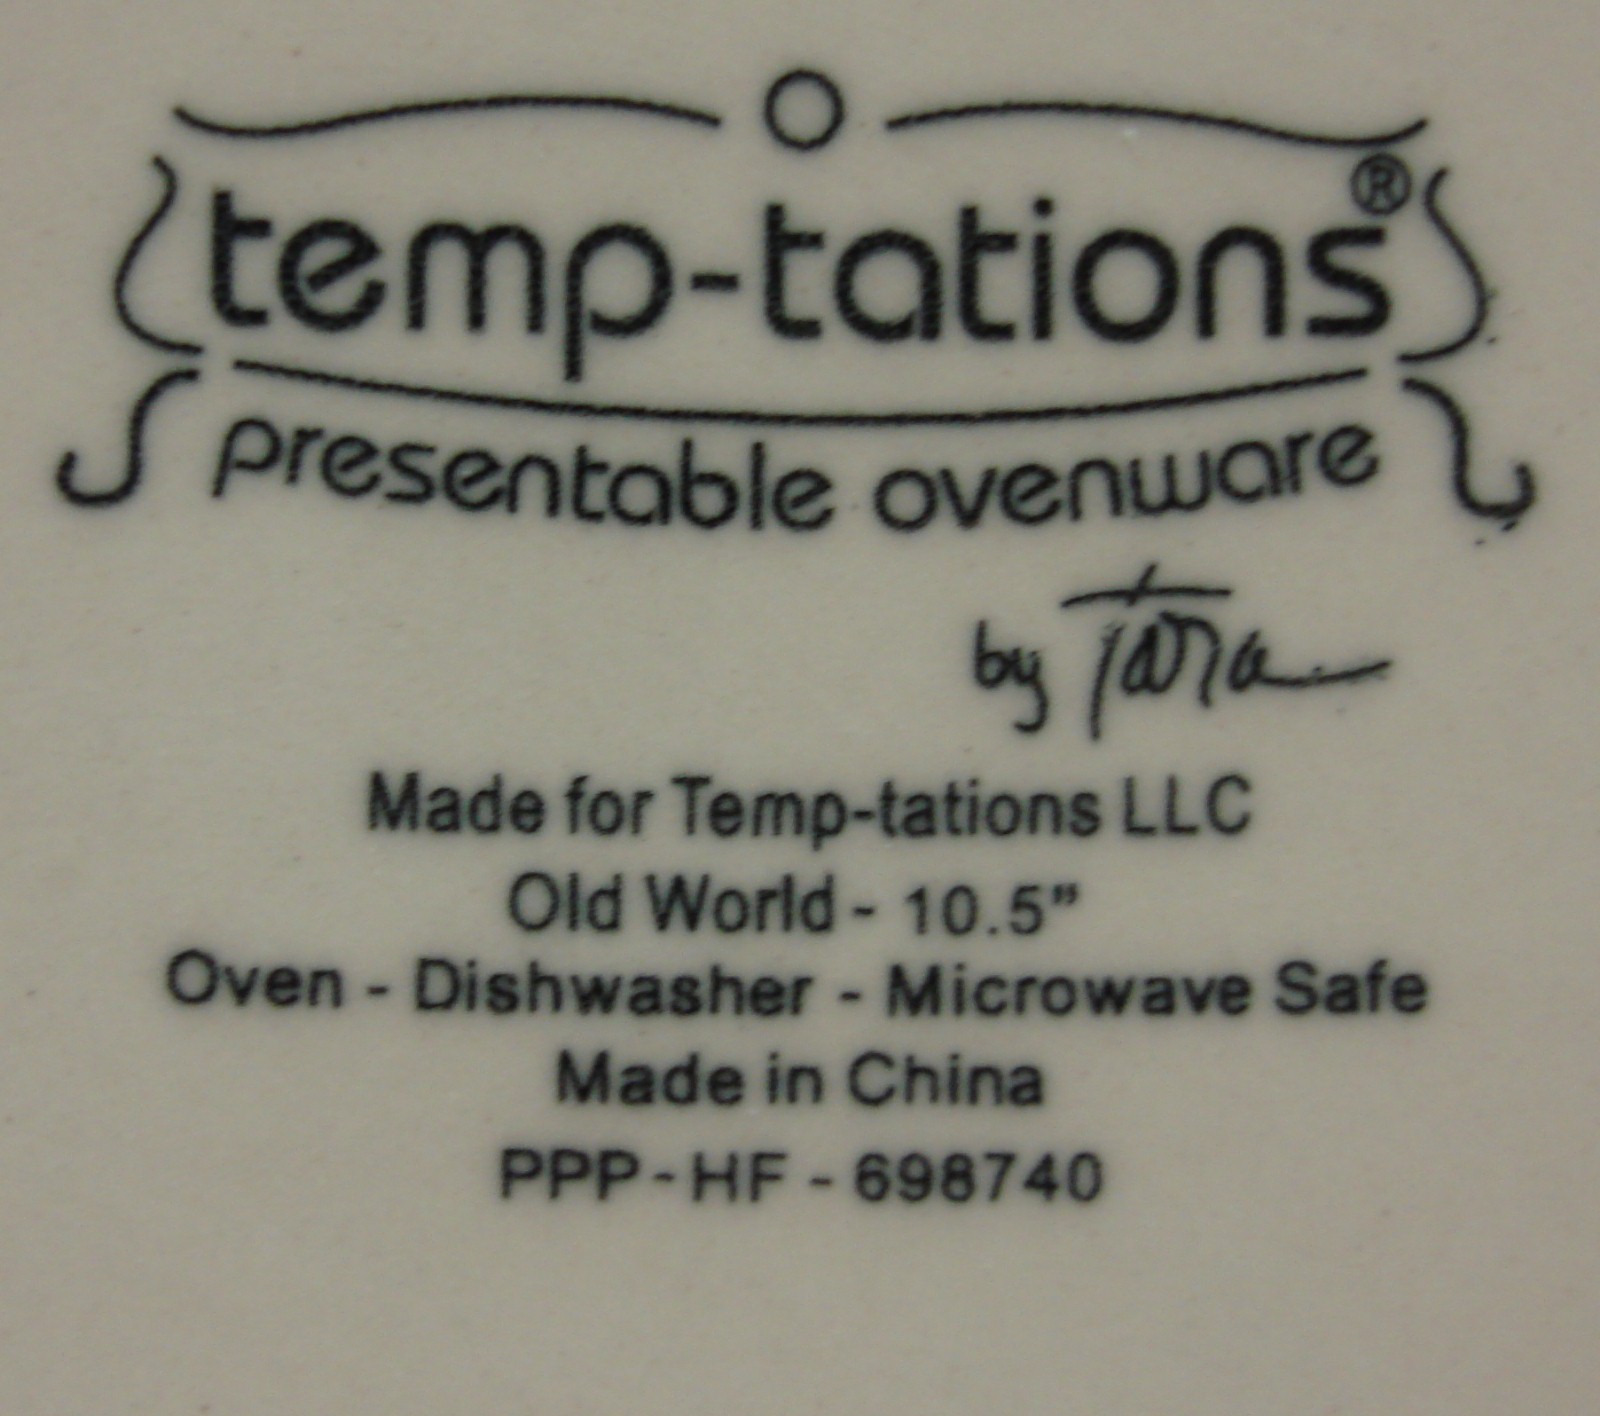 temp-tations®
presentable ovenware
by Tara
Made for Temp-tations LLC
Old World - 10.5"
Oven - Dishwasher - Microwave Safe
Made in China
PPP - HF - 698740